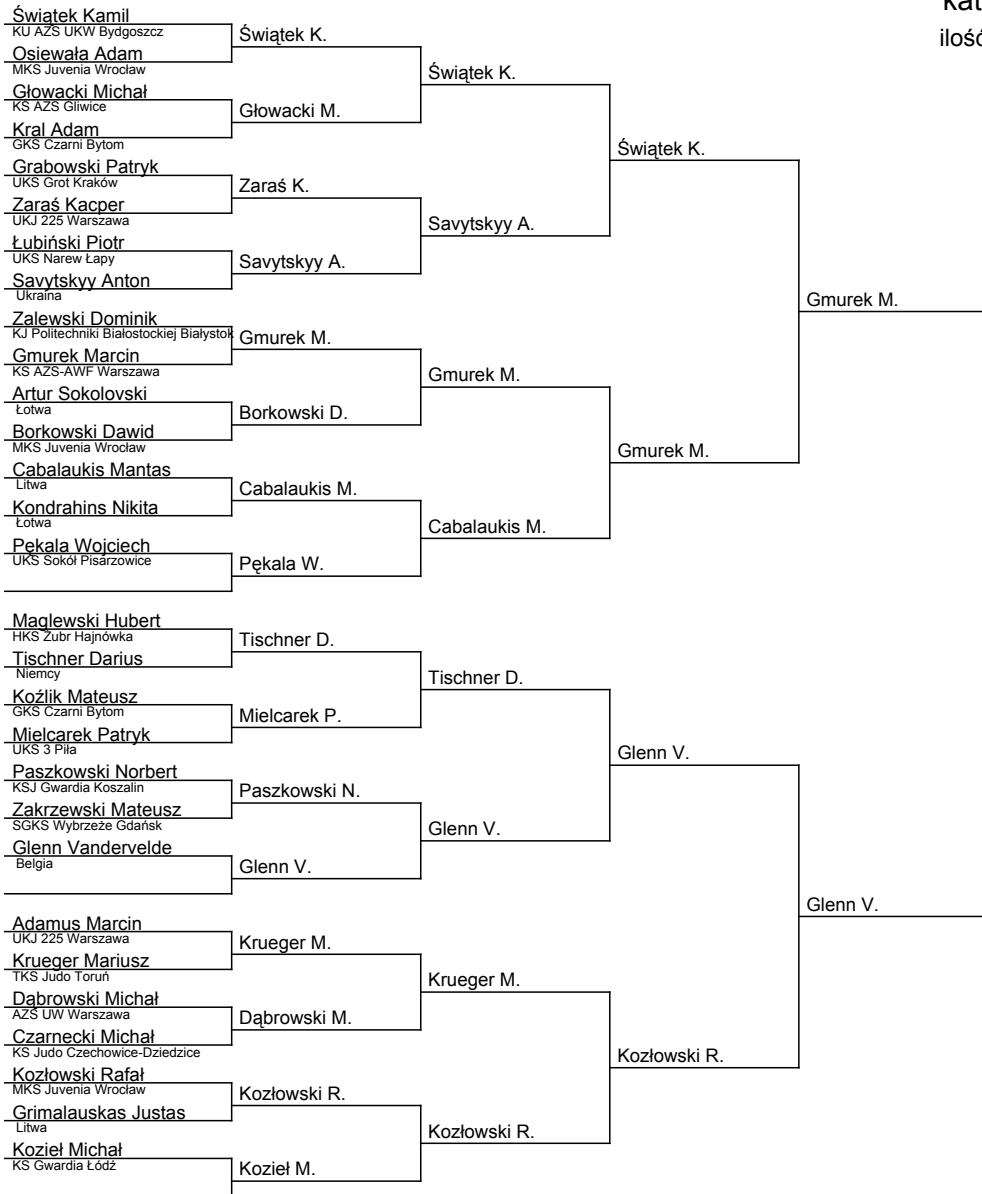 kat
ilość
Świątek Kamil
KU AZS UKW Bydgoszcz
Świątek K.
Osiewała Adam
MKS Juvenia Wrocław
Świątek K.
Głowacki Michał
KS AZS Gliwice
Głowacki M.
Kral Adam
GKS Czarni Bytom
Świątek K.
Grabowski Patryk
UKS Grot Kraków
Zaraś K.
Zaraś Kacper
UKJ 225 Warszawa
Savytskyy A.
Łubiński Piotr
UKS Narew Łapy
Savytskyy A.
Savytskyy Anton
Ukraina
Gmurek M.
Zalewski Dominik
KJ Politechniki Białostockiej Białystok
Gmurek M.
Gmurek Marcin
KS AZS-AWF Warszawa
Gmurek M.
Artur Sokolovski
Łotwa
Borkowski D.
Borkowski Dawid
MKS Juvenia Wrocław
Gmurek M.
Cabalaukis Mantas
Litwa
Cabalaukis M.
Kondrahins Nikita
Łotwa
Cabalaukis M.
Pękala Wojciech
UKS Sokół Pisarzowice
Pękala W.
Maglewski Hubert
HKS Żubr Hajnówka
Tischner D.
Tischner Darius
Niemcy
Tischner D.
Koźlik Mateusz
GKS Czarni Bytom
Mielcarek P.
Mielcarek Patryk
UKS 3 Piła
Glenn V.
Paszkowski Norbert
KSJ Gwardia Koszalin
Paszkowski N.
Zakrzewski Mateusz
SGKS Wybrzeże Gdańsk
Glenn V.
Glenn Vandervelde
Belgia
Glenn V.
Glenn V.
Adamus Marcin
UKJ 225 Warszawa
Krueger M.
Krueger Mariusz
TKS Judo Toruń
Krueger M.
Dąbrowski Michał
AZS UW Warszawa
Dąbrowski M.
Czarnecki Michał
KS Judo Czechowice-Dziedzice
Kozłowski R.
Kozłowski Rafał
MKS Juvenia Wrocław
Kozłowski R.
Grimalauskas Justas
Litwa
Kozłowski R.
Kozieł Michał
KS Gwardia Łódź
Kozieł M.